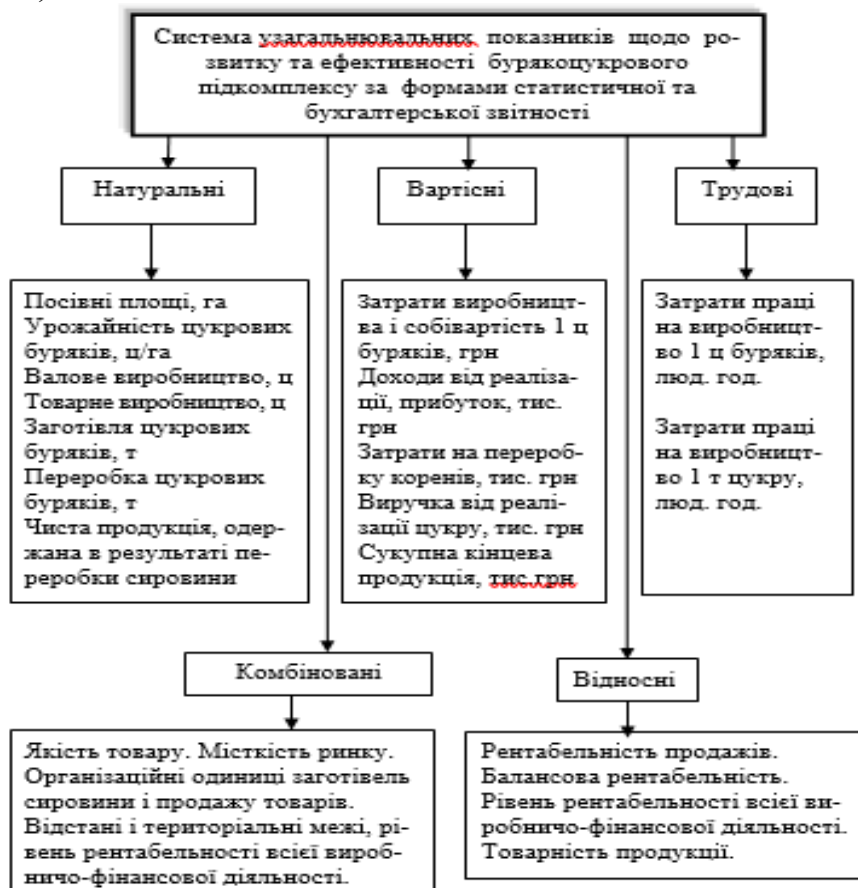 Система узагальнювальних показників щодо ро-
звитку та ефективності бурякоцукрового
підкомплексу за формами статистичної та
бухгалтерської звітності
Натуральні
Вартісні
Трудові
Посівні площі, га
Урожайність цукрових
буряків, ц/га
Валове виробництво, ц
Товарне виробництво, ц
Заготівля цукрових
буряків, т
Переробка цукрових
буряків, т
Чиста продукція, одер-
жана в результаті пе-
реробки сировини
Затрати виробницт-
ва і собівартість 1 ц
буряків, грн
Доходи від реаліза-
ції, прибуток, тис.
грн
Затрати на перероб-
ку коренів, тис. грн
Виручка від реалі-
зації цукру, тис. грн
Сукупна кінцева
продукція, тис.грн
Затрати праці
на виробницт-
во 1 ц буряків,
люд. год.
Затрати праці
на виробницт-
во 1 т цукру,
люд. год.
Комбіновані
Відносні
Якість товару. Місткість ринку.
Організаційні одиниці заготівель
сировини і продажу товарів.
Відстані і територіальні межі, рі-
вень рентабельності всієї вироб-
ничо-фінансової діяльності.
Рентабельність продажів.
Балансова рентабельність.
Рівень рентабельності всієї ви-
робничо-фінансової діяльності.
Товарність продукції.